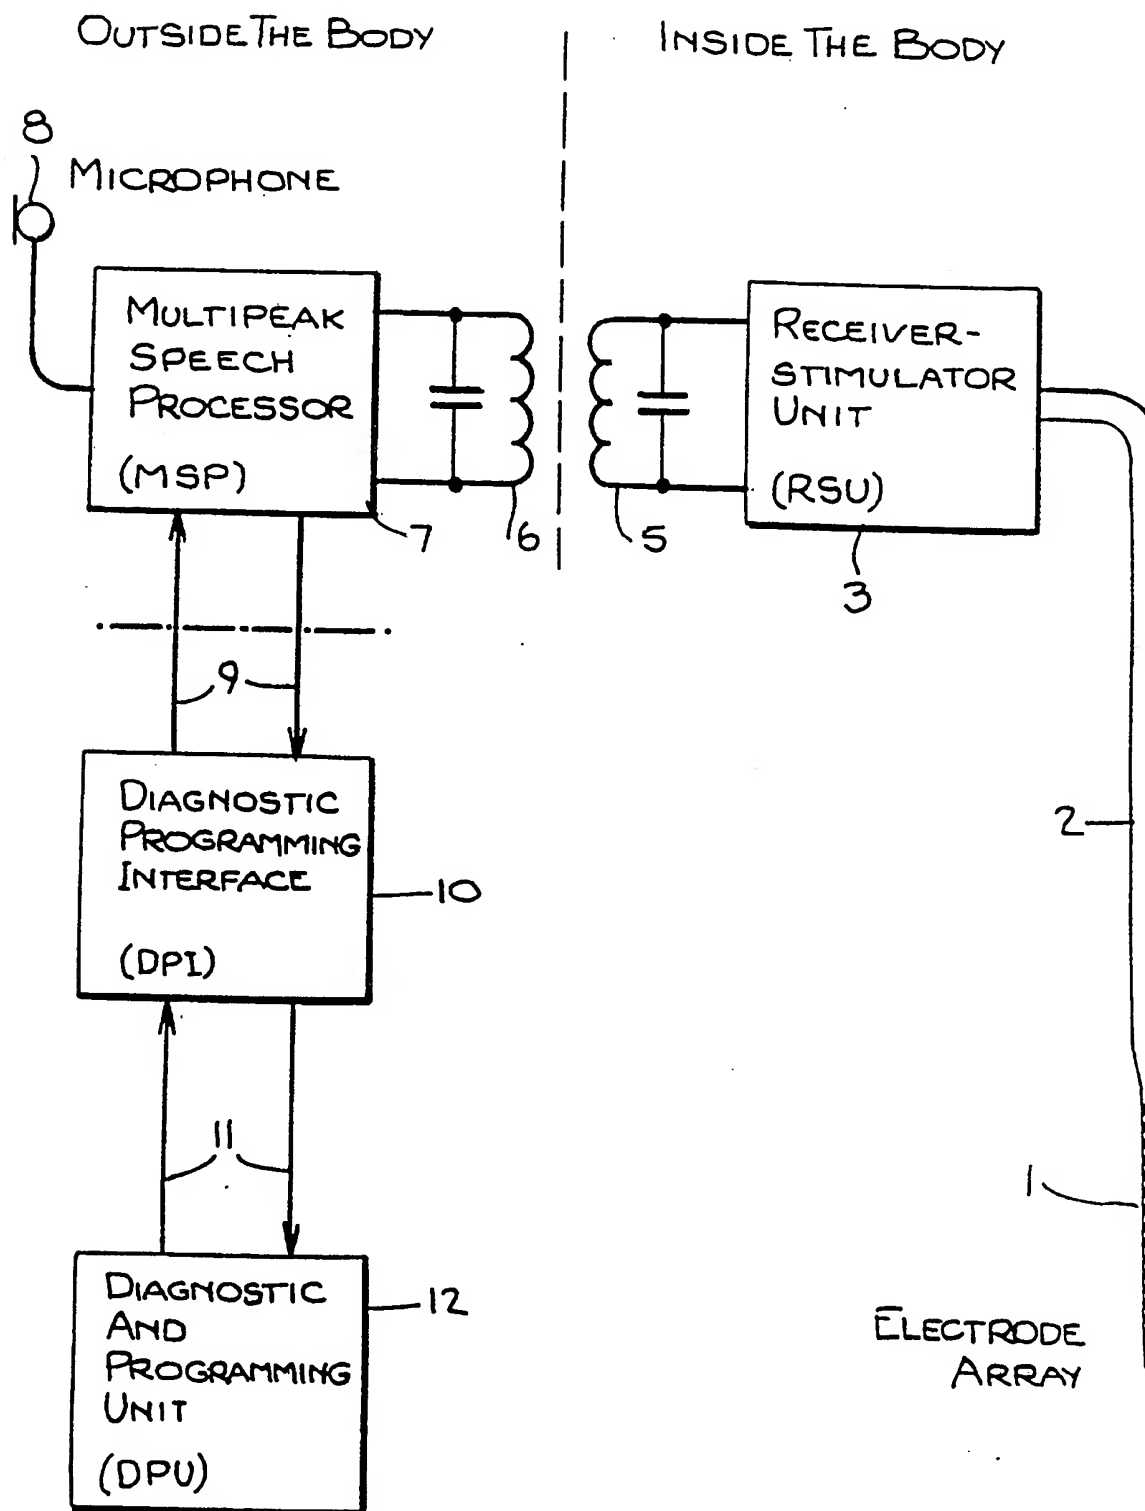 OUTSIDE THE BODY
INSIDE THE BODY
8
MICROPHONE
MULTIPEAK
SPEECH
PROCESSOR
(MSP)
7
6
5
RECEIVER-
STIMULATOR
UNIT
(RSU)
3
9
DIAGNOSTIC
PROGRAMMING
INTERFACE
(DPI)
10
2
11
1
DIAGNOSTIC
AND
PROGRAMMING
UNIT
(DPU)
12
ELECTRODE
ARRAY